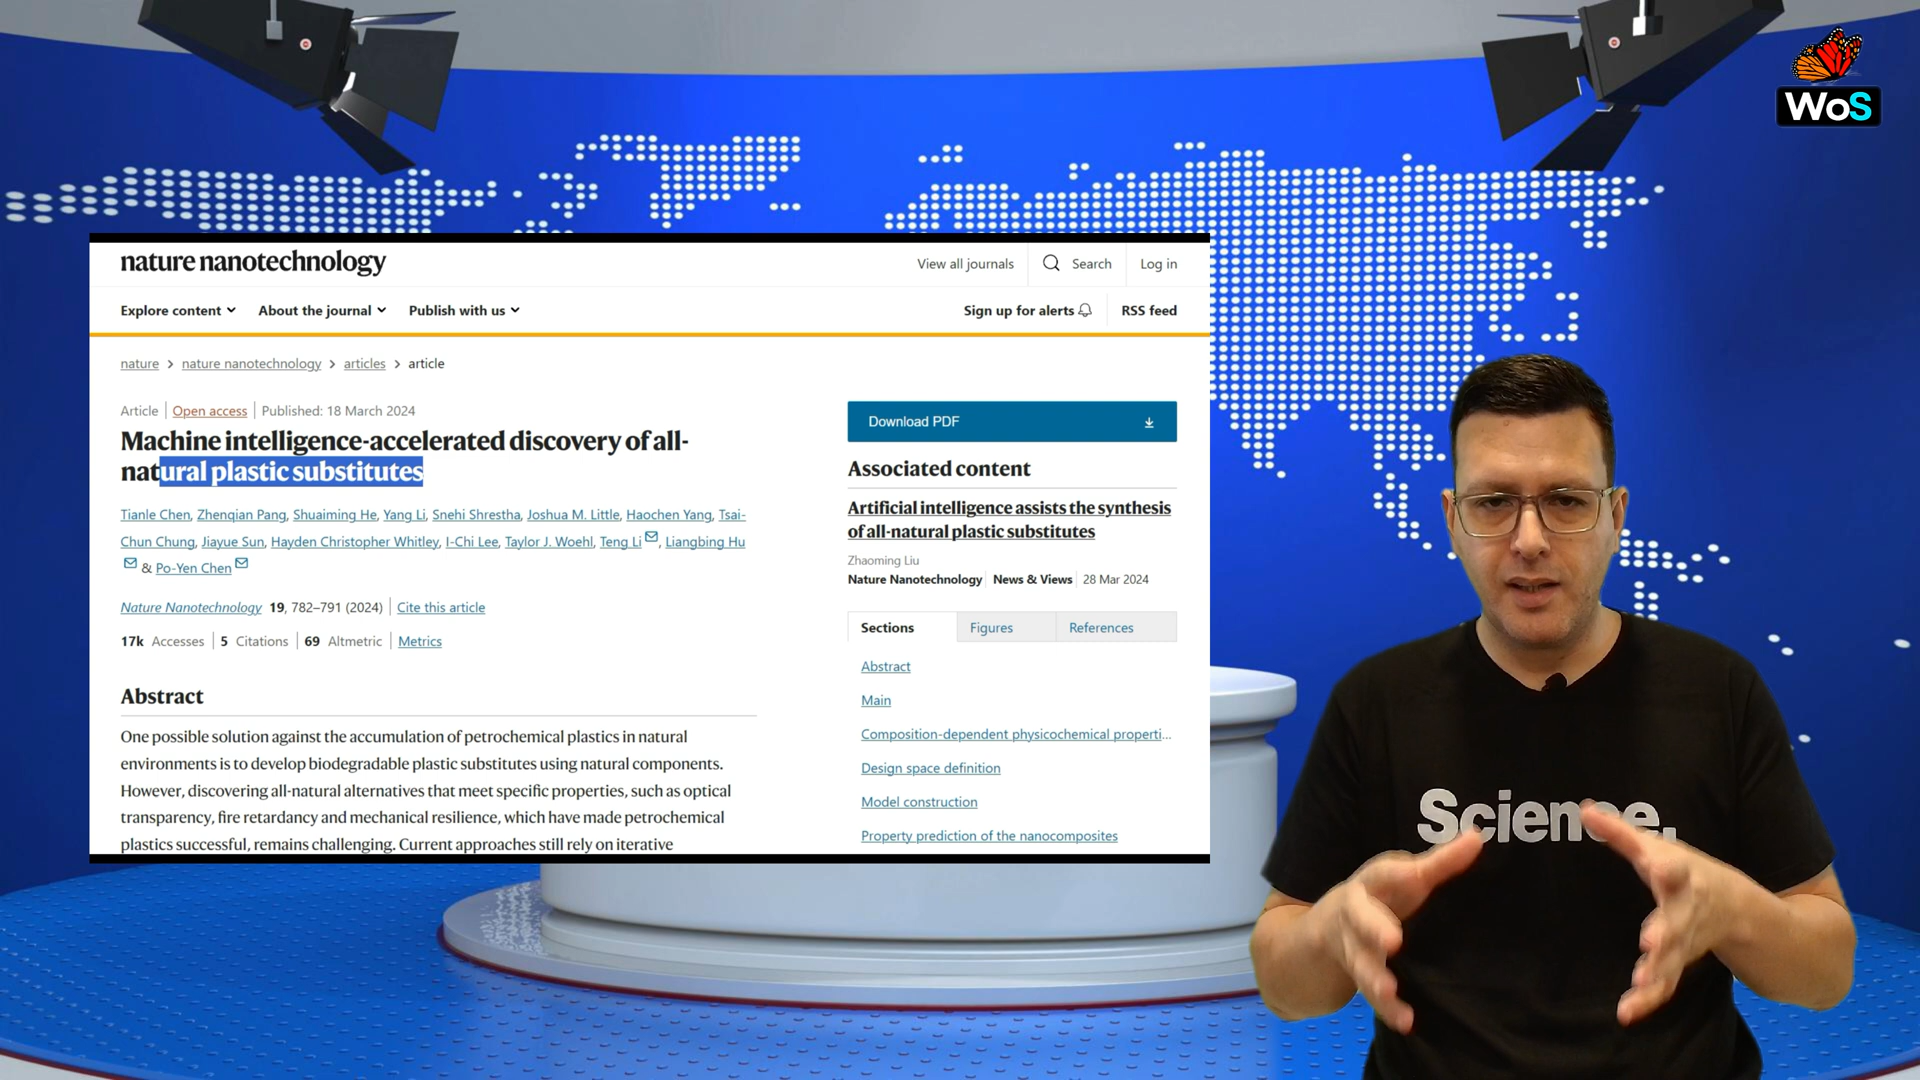 WoS
nature nanotechnology
View all journals
Search
Log in
Explore content
About the journal
Publish with us
Sign up for alerts
RSS feed
nature > nature nanotechnology > articles > article
Article | Open access | Published: 18 March 2024
Machine intelligence-accelerated discovery of all-
natural plastic substitutes
Tianle Chen, Zhenqian Pang, Shuaiming He, Yang Li, Snehi Shrestha, Joshua M. Little, Haochen Yang, Tsai-
Chun Chung, Jiayue Sun, Hayden Christopher Whitley, I-Chi Lee, Taylor J. Woehl, Teng Li, Liangbing Hu
& Po-Yen Chen
Nature Nanotechnology 19, 782–791 (2024) | Cite this article
17k Accesses | 5 Citations | 69 Altmetric | Metrics
Abstract
One possible solution against the accumulation of petrochemical plastics in natural
environments is to develop biodegradable plastic substitutes using natural components.
However, discovering all-natural alternatives that meet specific properties, such as optical
transparency, fire retardancy and mechanical resilience, which have made petrochemical
plastics successful, remains challenging. Current approaches still rely on iterative
Download PDF
Associated content
Artificial intelligence assists the synthesis
of all-natural plastic substitutes
Zhaoming Liu
Nature Nanotechnology | News & Views | 28 Mar 2024
Sections
Figures
References
Abstract
Main
Composition-dependent physicochemical properti...
Design space definition
Model construction
Property prediction of the nanocomposites
Science.